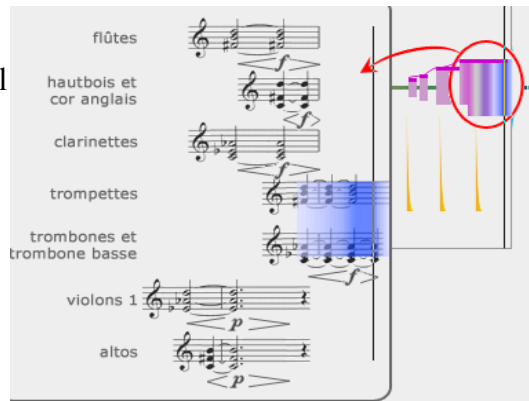 flûtes
f
l
hautbois et
cor anglais
f
clarinettes
f
trompettes
trombones et
trombone basse
f
violons 1
p
altos
p